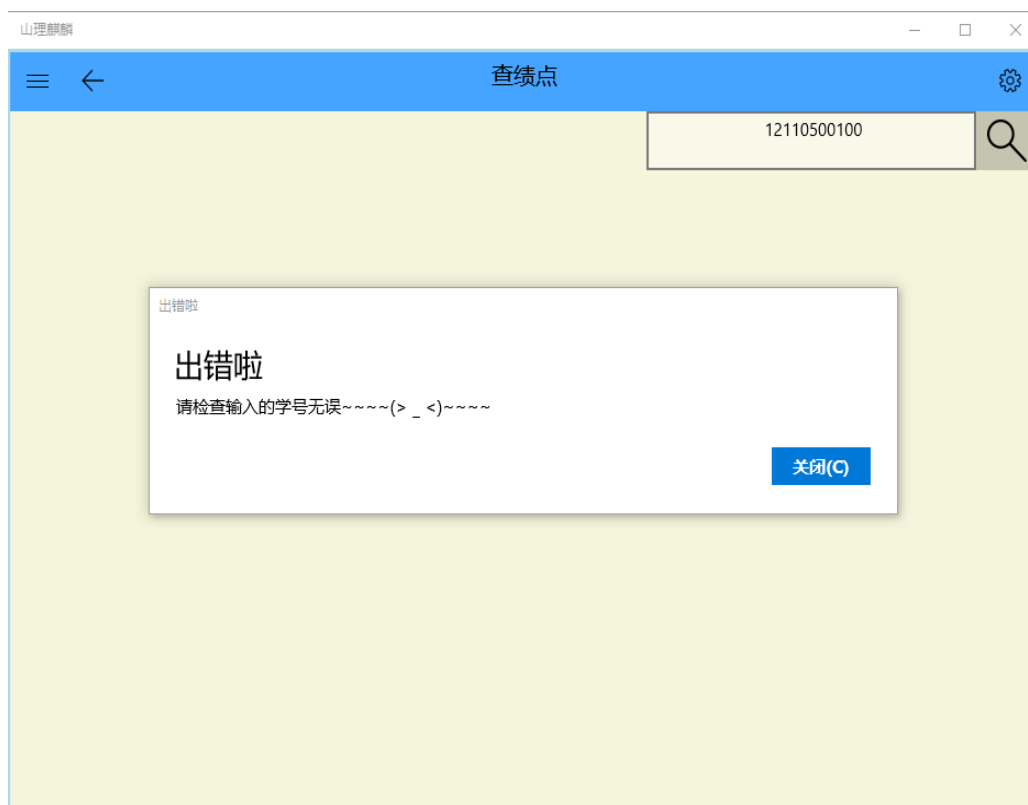 山理麒麟
查绩点
12110500100
出错啦
出错啦
请检查输入的学号无误~~~~(> _ <)~~~~
关闭(C)